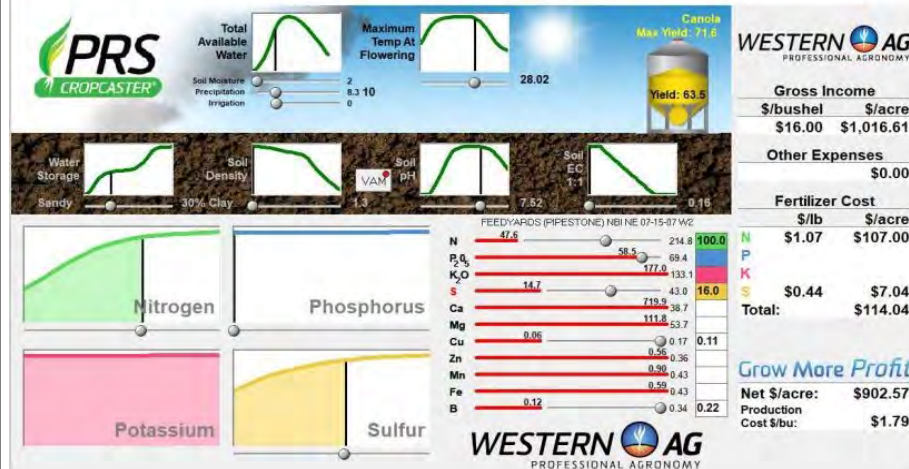 PRS
CROPCASTER®
Total
Available
Water
Maximum
Temp At
Flowering
Soil Moisture 2
Precipitation 8.3 10
Irrigation 0
28.02
Canola
Max Yield: 71.6
Yield: 63.5
WESTERN AG
PROFESSIONAL AGRONOMY
Gross Income
$/bushel $/acre
$16.00 $1,016.61
Other Expenses
$0.00
Fertilizer Cost
$/lb $/acre
N $1.07 $107.00
P
K
S $0.44 $7.04
Total: $114.04
Grow More Profit
Net $/acre: $902.57
Production
Cost $/bu: $1.79
Water
Storage
Sandy 30% Clay
Soil
Density
1.3
VAM
Soil
pH
7.52
Soil
EC
1:1
0.16
Nitrogen
Phosphorus
Potassium
Sulfur
FEEDYARDS (PIPESTONE) NBI NE 07-15-07 W2
N 47.6 214.8 100.0
P2O5 58.5 69.4
K2O 177.0 133.1
S 14.7 43.0 16.0
Ca 719.9 38.7
Mg 111.8 53.7
Cu 0.06 0.17 0.11
Zn 0.56 0.36
Mn 0.90 0.43
Fe 0.59 0.43
B 0.12 0.34 0.22
WESTERN AG
PROFESSIONAL AGRONOMY